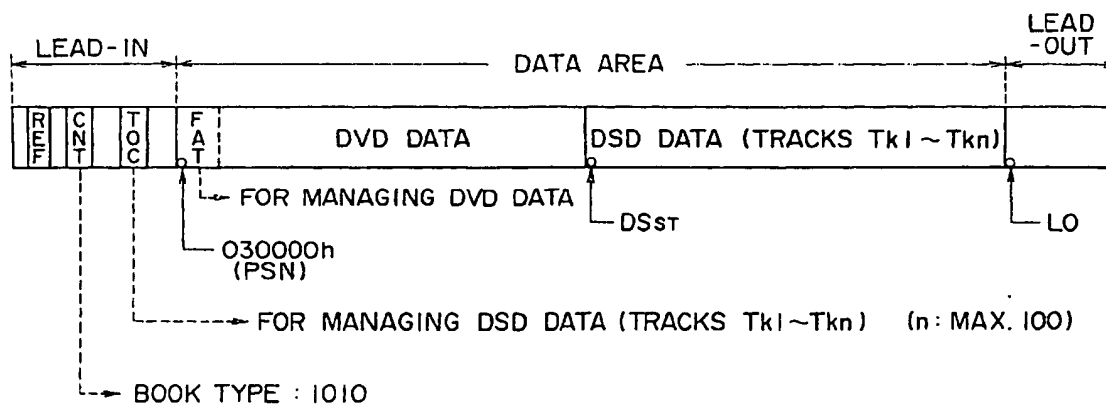 LEAD-IN
DATA AREA
LEAD
-OUT
REF
CNT
TOC
FAT
DVD DATA
DSD DATA (TRACKS Tk1~Tkn)
FOR MANAGING DVD DATA
DSST
LO
030000h
(PSN)
FOR MANAGING DSD DATA (TRACKS Tk1~Tkn) (n: MAX. 100)
BOOK TYPE : 1010